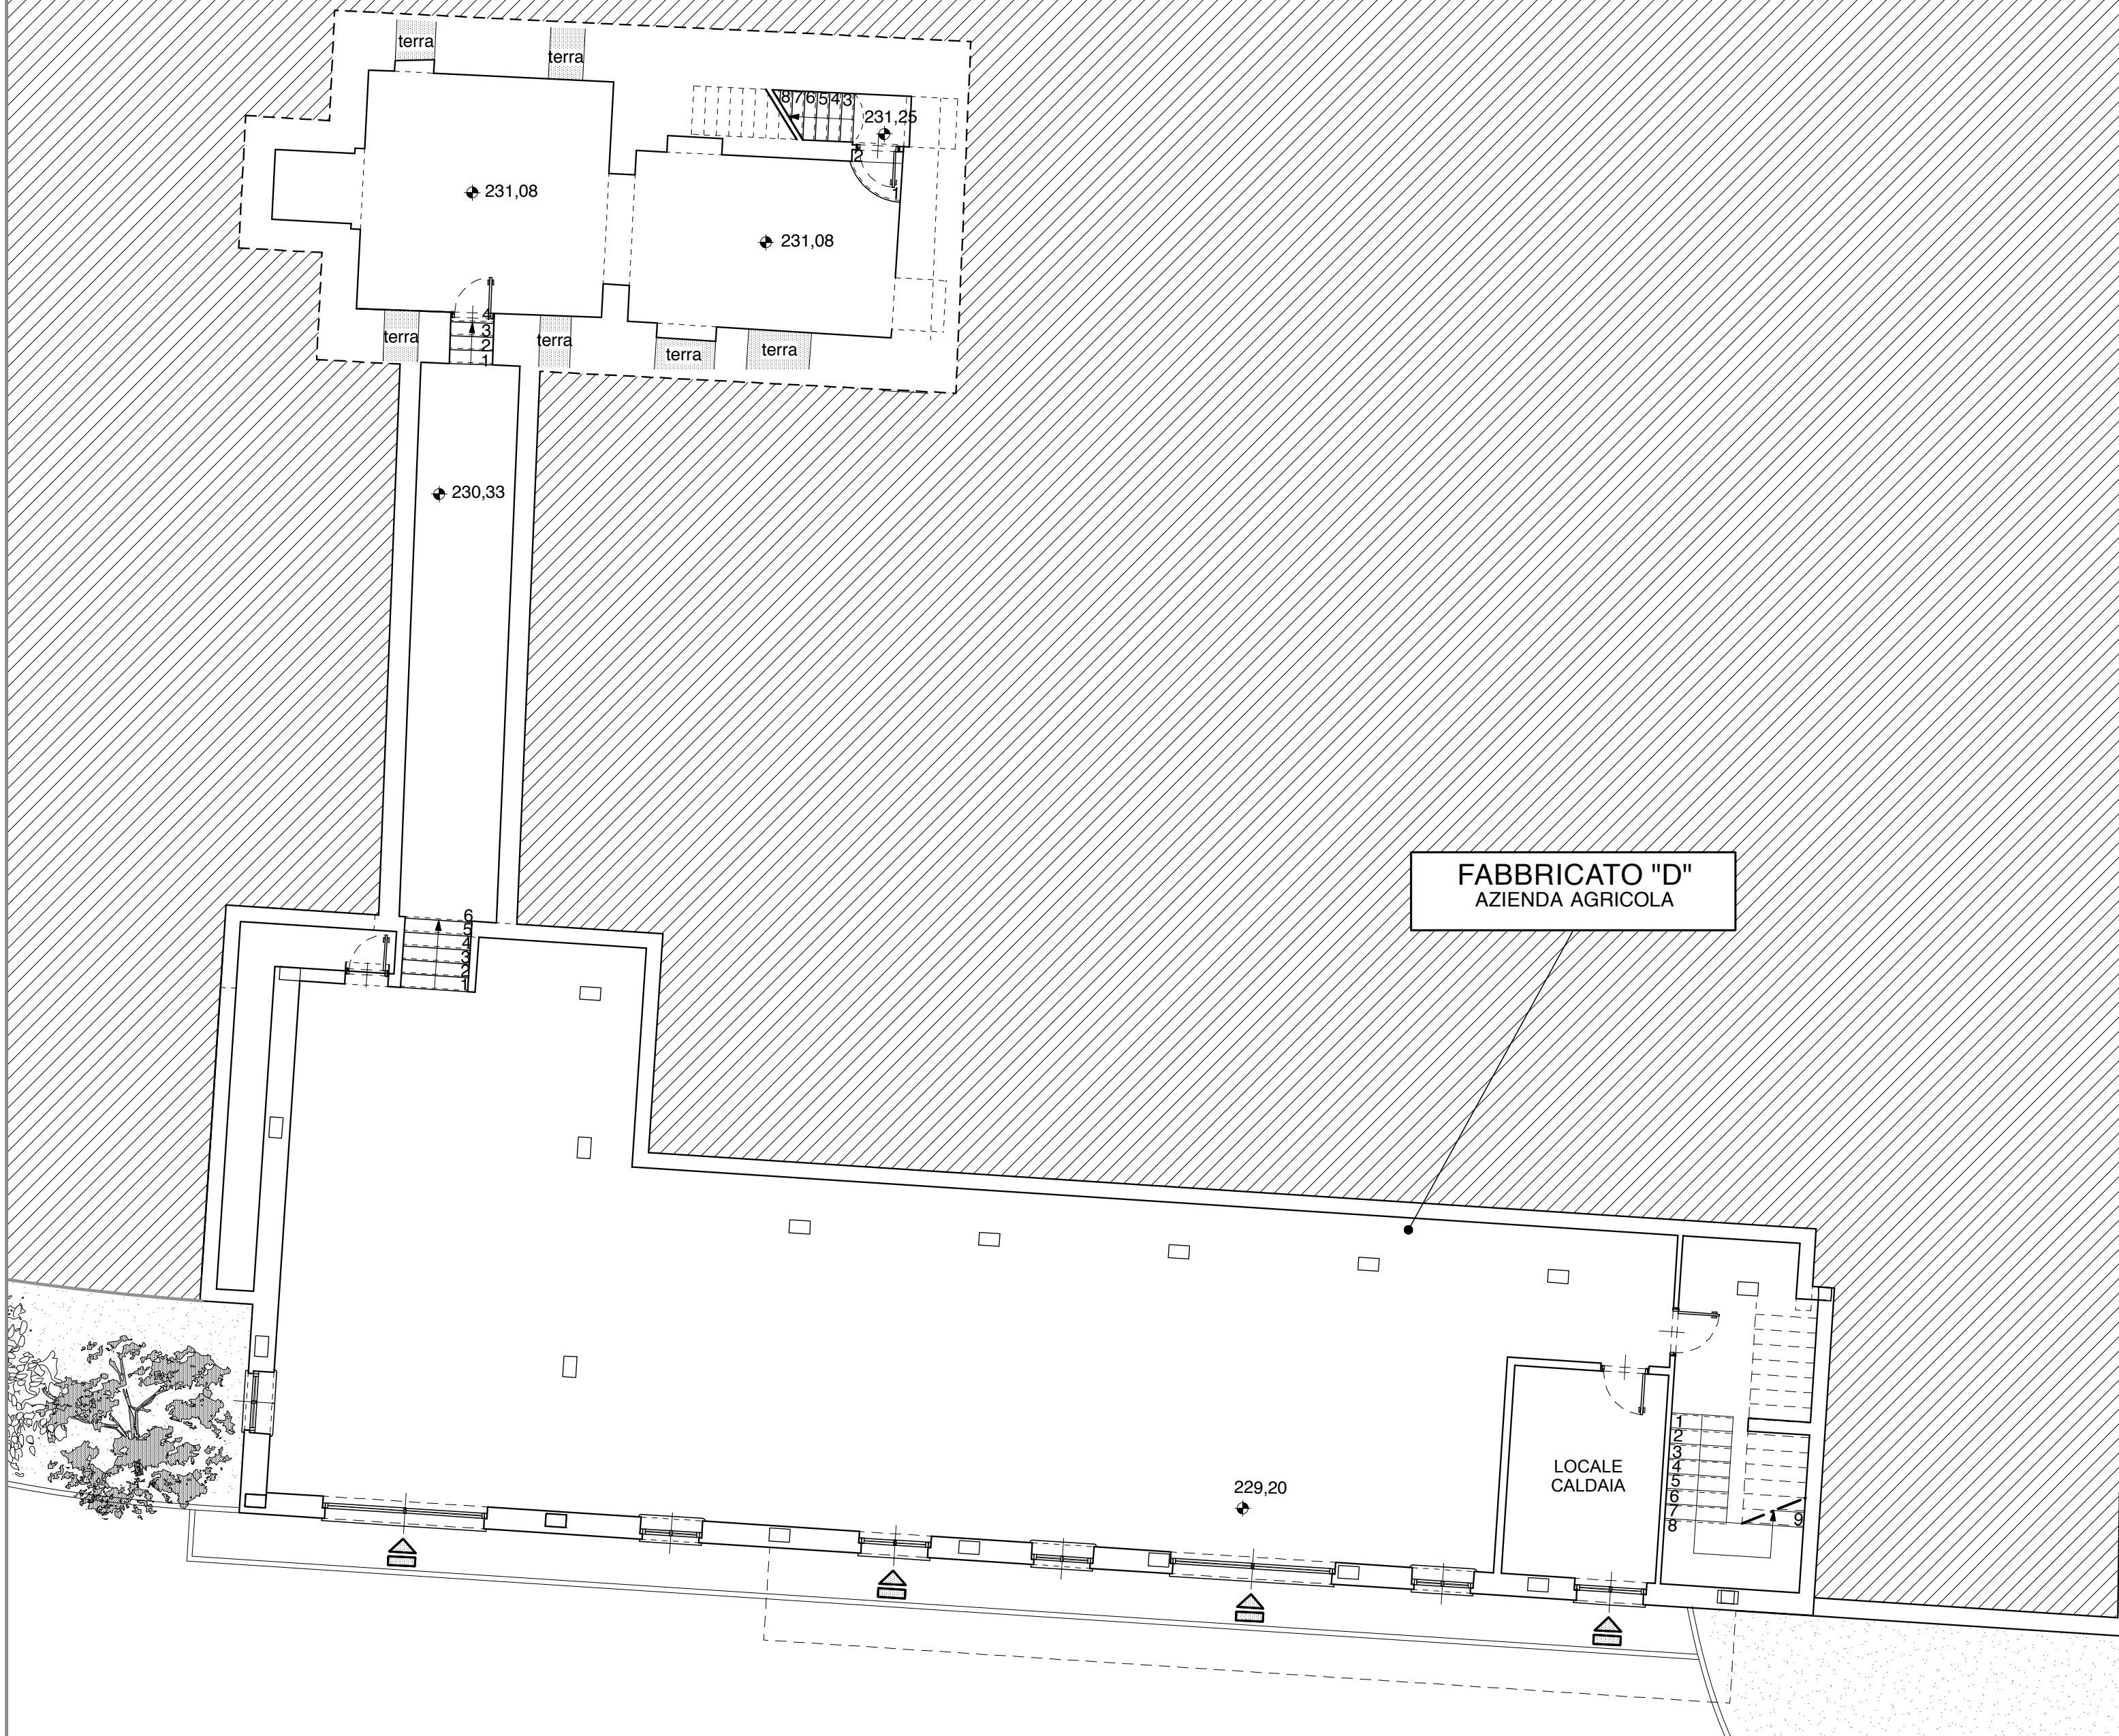 terra
terra
8 7 6 5 4 3
231,25
2
1
231,08
231,08
4
3
2
1
terra
terra
terra
terra
230,33
FABBRICATO "D"
AZIENDA AGRICOLA
6
5
4
3
2
1
229,20
LOCALE
CALDAIA
1
2
3
4
5
6
7
8
9